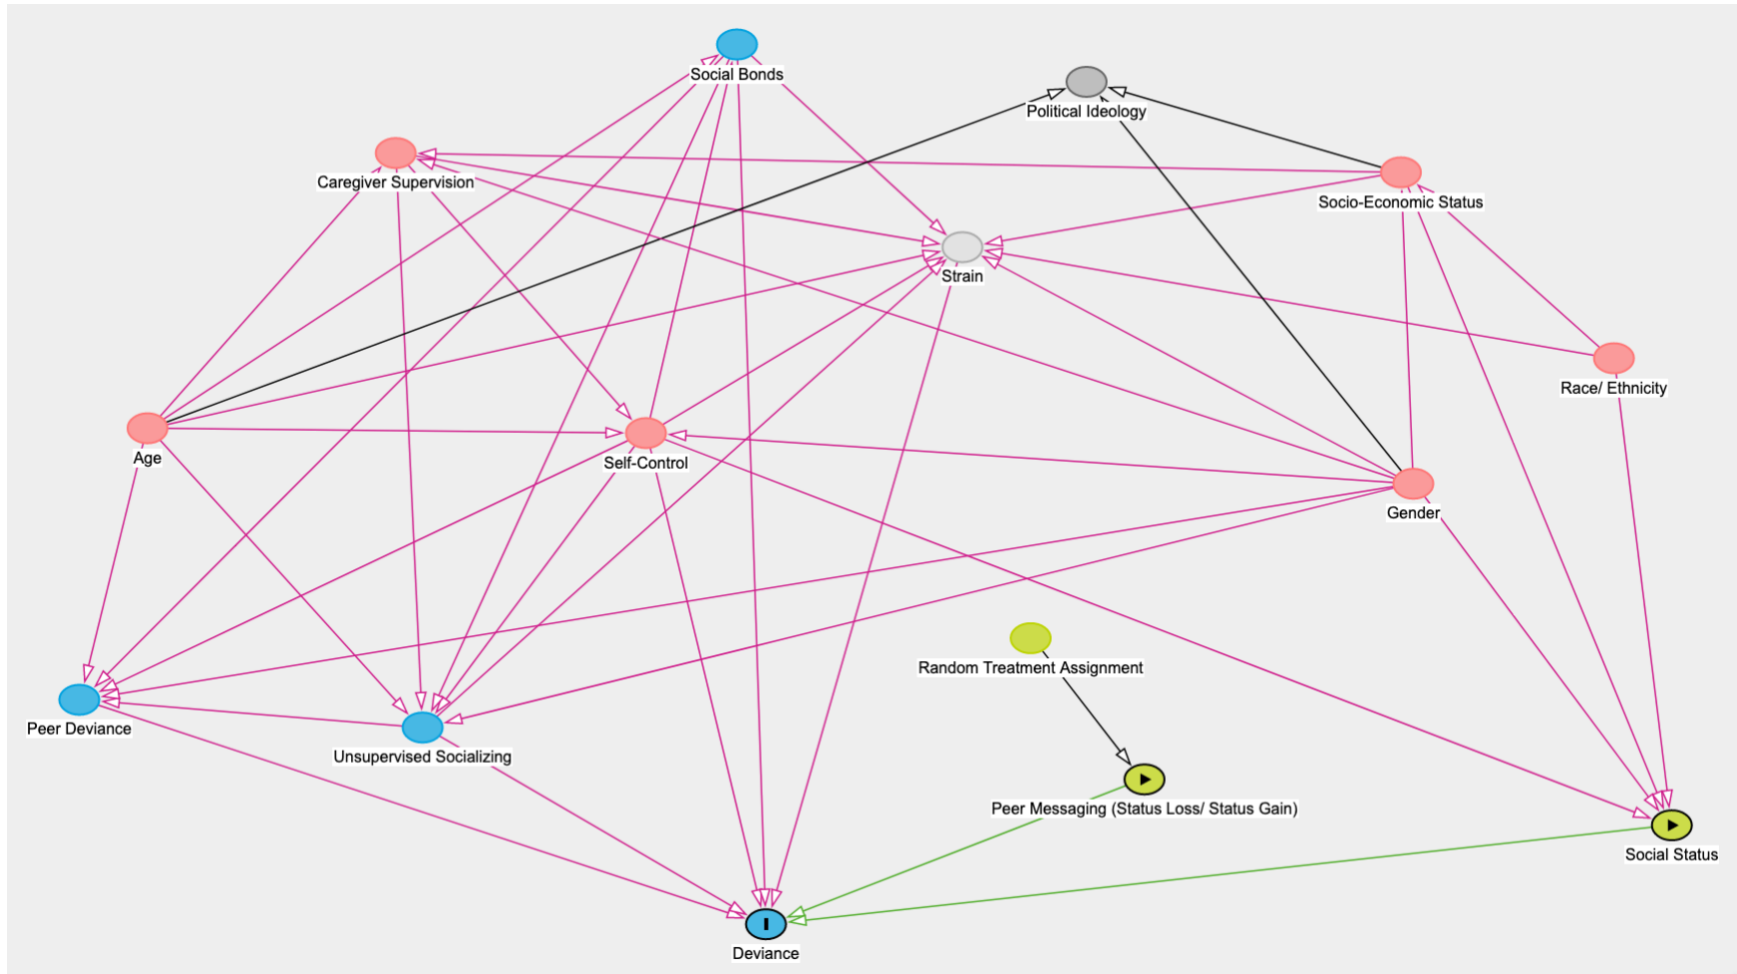 Social Bonds
Political Ideology
Caregiver Supervision
Socio-Economic Status
Strain
Race/ Ethnicity
Age
Self-Control
Gender
Random Treatment Assignment
Peer Deviance
Unsupervised Socializing
Peer Messaging (Status Loss/ Status Gain)
Social Status
Deviance